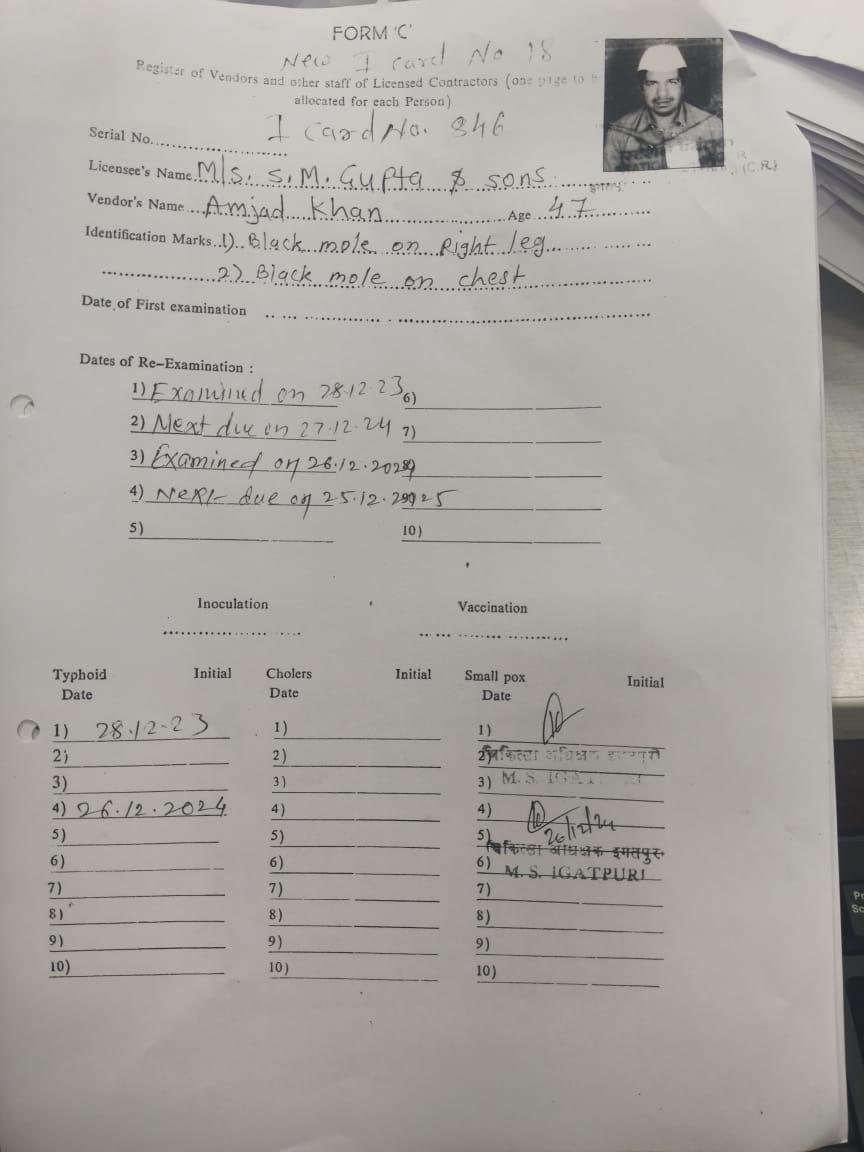 FORM 'C'
New I card No 18
Register of Vendors and other staff of Licensed Contractors (one page to
allocated for each Person)
I Card No. 846
Serial No.
Licensee's Name M/s. S.M. Gupta & sons
Vendor's Name Amjad Khan Age 47
Identification Marks 1) Black mole on Right leg
2) Black mole on chest
Date of First examination
Dates of Re-Examination :
1) Examined on 28.12.23 6)
2) Next due on 27.12.24 7)
3) Examined on 26.12.2024
4) Next due on 25.12.2025
5) 10)
Inoculation Vaccination
Typhoid Initial Cholers Initial Small pox Initial
Date Date Date
1) 28-12-23 1) 1)
2) 2) 2) चिकित्सा अधिक्षक
3) 3) 3) M. S. IGATPURI
4) 26.12.2024 4) 4)
5) 5) 5) 26/12/24
चिकित्सा अधिक्षक इगतपुरी
6) 6) 6) M. S. IGATPURI
7) 7) 7)
8) 8) 8)
9) 9) 9)
10) 10) 10)
(C.R)